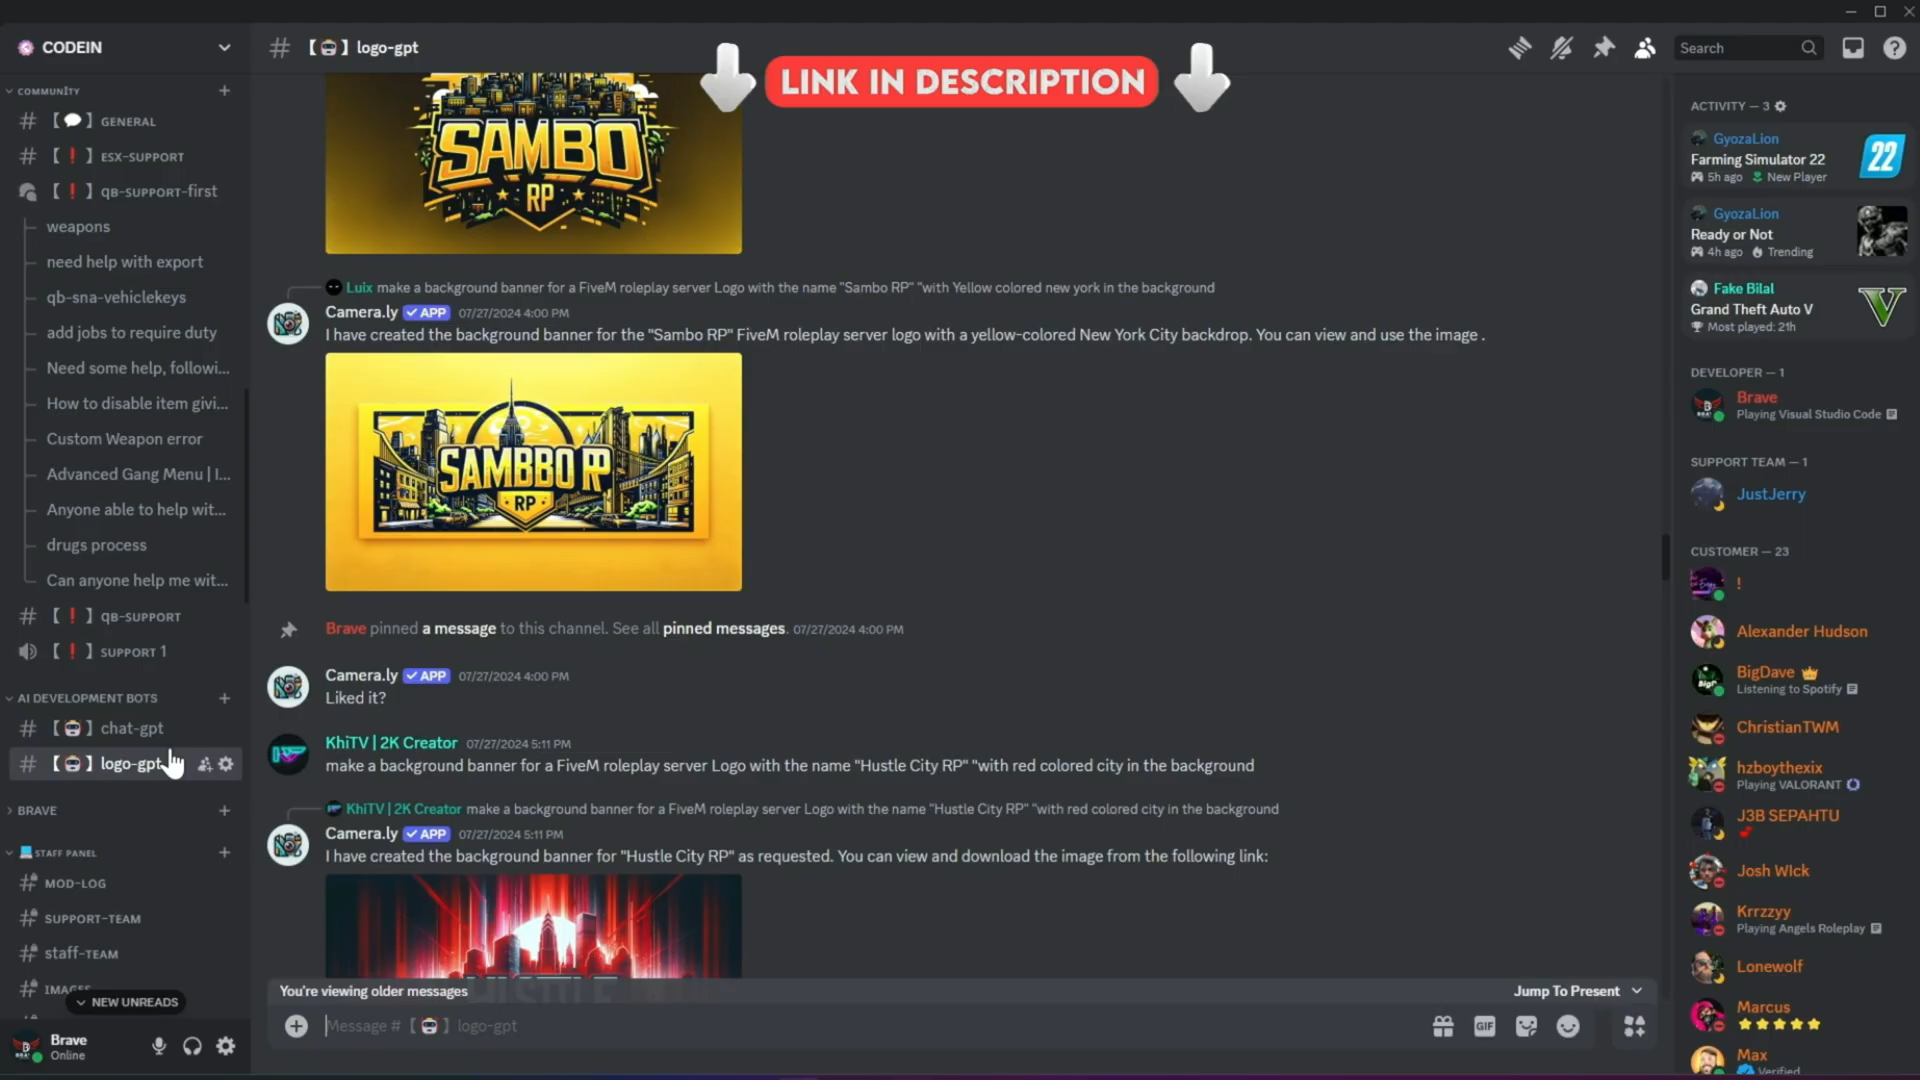 CODEIN
【 】 logo-gpt
LINK IN DESCRIPTION
Search
COMMUNITY
【 】 GENERAL
【❗】 ESX-SUPPORT
【❗】 QB-SUPPORT-first
weapons
need help with export
qb-sna-vehiclekeys
add jobs to require duty
Need some help, followi...
How to disable item givi...
Custom Weapon error
Advanced Gang Menu | I...
Anyone able to help wit...
drugs process
Can anyone help me wit...
【❗】 QB-SUPPORT
【❗】 SUPPORT 1
AI DEVELOPMENT BOTS
【 】 chat-gpt
【 】 logo-gpt
BRAVE
STAFF PANEL
MOD-LOG
SUPPORT-TEAM
staff-TEAM
IMAGES
NEW UNREADS
Brave
Online
SAMBO
RP
Luix make a background banner for a FiveM roleplay server Logo with the name "Sambo RP" "with Yellow colored new york in the background
Camera.ly ✓ APP 07/27/2024 4:00 PM
I have created the background banner for the "Sambo RP" FiveM roleplay server logo with a yellow-colored New York City backdrop. You can view and use the image .
SAMBBO RP
RP
Brave pinned a message to this channel. See all pinned messages. 07/27/2024 4:00 PM
Camera.ly ✓ APP 07/27/2024 4:00 PM
Liked it?
KhiTV | 2K Creator 07/27/2024 5:11 PM
make a background banner for a FiveM roleplay server Logo with the name "Hustle City RP" "with red colored city in the background
KhiTV | 2K Creator make a background banner for a FiveM roleplay server Logo with the name "Hustle City RP" "with red colored city in the background
Camera.ly ✓ APP 07/27/2024 5:11 PM
I have created the background banner for "Hustle City RP" as requested. You can view and download the image from the following link:
HUSTLE
You're viewing older messages
Jump To Present
Message # 【 】 logo-gpt
GIF
ACTIVITY — 3
GyozaLion
Farming Simulator 22
5h ago New Player
22
GyozaLion
Ready or Not
4h ago Trending
Fake Bilal
Grand Theft Auto V
Most played: 21h
V
DEVELOPER — 1
Brave
Playing Visual Studio Code
SUPPORT TEAM — 1
JustJerry
CUSTOMER — 23
!
Alexander Hudson
BigDave
Listening to Spotify
ChristianTWM
hzboythexix
Playing VALORANT
J3B SEPAHTU
Josh WIck
Krrzzyy
Playing Angels Roleplay
Lonewolf
Marcus
Max
Verified